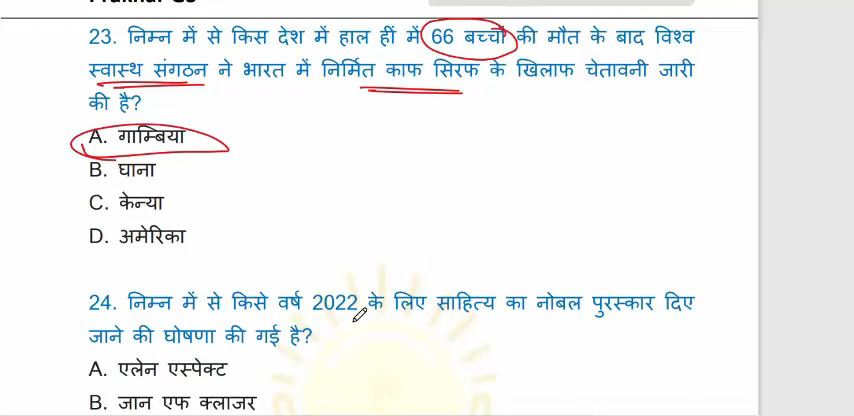 23. निम्न में से किस देश में हाल हीं में 66 बच्चों की मौत के बाद विश्व
स्वास्थ संगठन ने भारत में निर्मित काफ सिरफ के खिलाफ चेतावनी जारी
की है?
A. गाम्बिया
B. घाना
C. केन्या
D. अमेरिका
24. निम्न में से किसे वर्ष 2022 के लिए साहित्य का नोबल पुरस्कार दिए
जाने की घोषणा की गई है?
A. एलेन एस्पेक्ट
B. जान एफ क्लाजर